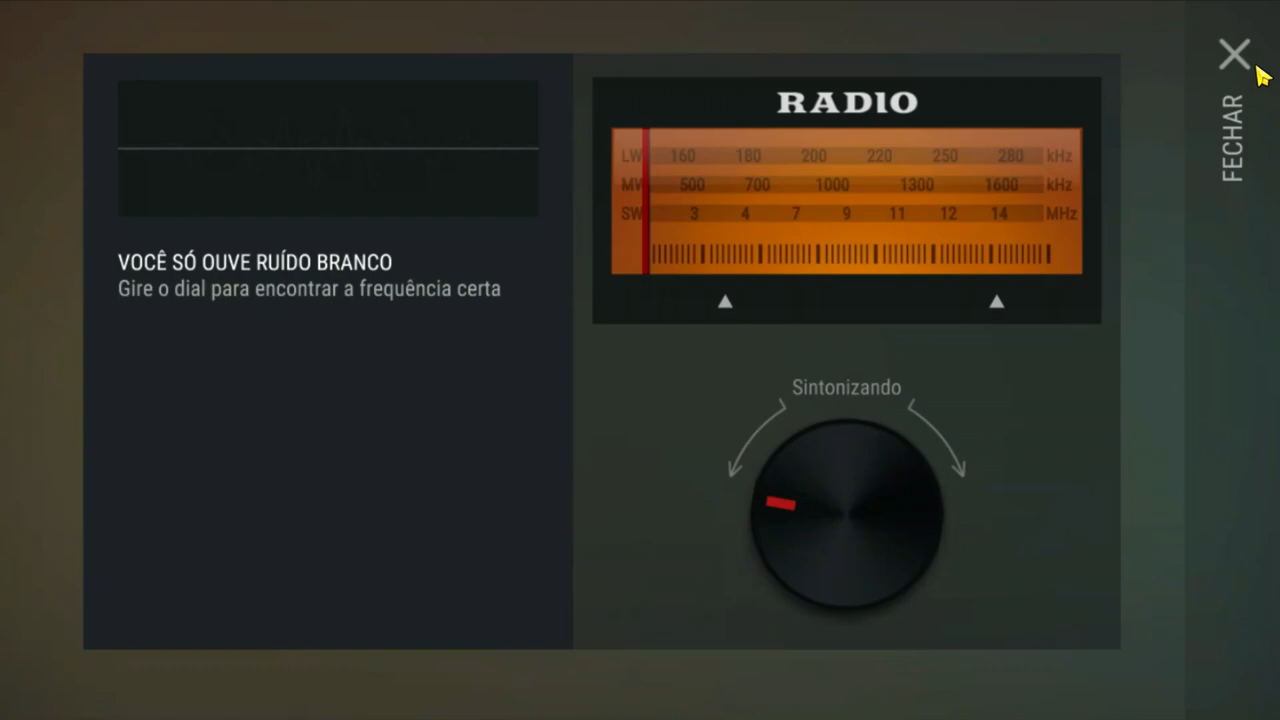 RADIO
LW 160 180 200 220 250 280 kHz
MW 500 700 1000 1300 1600 kHz
SW 3 4 7 9 11 12 14 MHz
VOCÊ SÓ OUVE RUÍDO BRANCO
Gire o dial para encontrar a frequência certa
Sintonizando
FECHAR